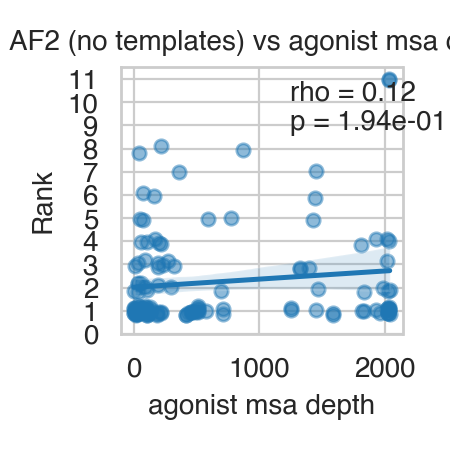 AF2 (no templates) vs agonist msa
11
10
9
8
7
6
5
4
3
2
1
0
Rank
rho = 0.12
p = 1.94e-01
0 1000 2000
agonist msa depth